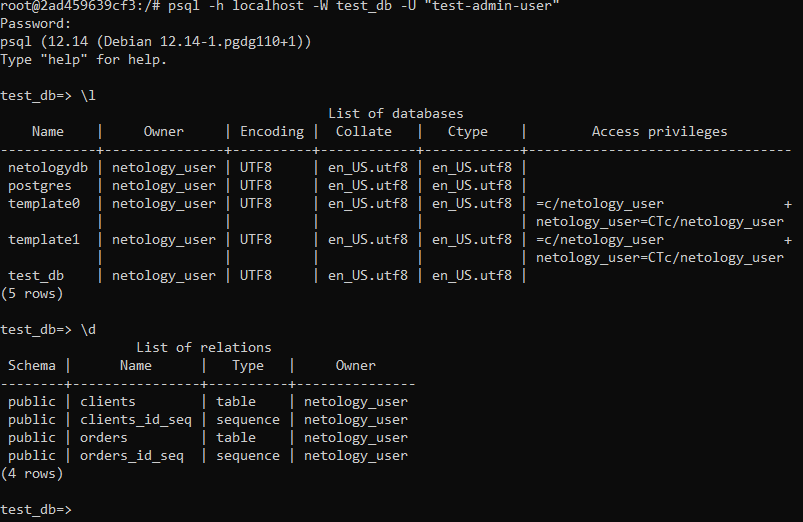 root@2ad459639cf3:/# psql -h localhost -W test_db -U "test-admin-user"
Password:
psql (12.14 (Debian 12.14-1.pgdg110+1))
Type "help" for help.

test_db=> \l
                                         List of databases
    Name    |     Owner     | Encoding |  Collate   |   Ctype    |        Access privileges
------------+---------------+----------+------------+------------+---------------------------------
 netologydb | netology_user | UTF8     | en_US.utf8 | en_US.utf8 |
 postgres   | netology_user | UTF8     | en_US.utf8 | en_US.utf8 |
 template0  | netology_user | UTF8     | en_US.utf8 | en_US.utf8 | =c/netology_user               +
            |               |          |            |            | netology_user=CTc/netology_user
 template1  | netology_user | UTF8     | en_US.utf8 | en_US.utf8 | =c/netology_user               +
            |               |          |            |            | netology_user=CTc/netology_user
 test_db    | netology_user | UTF8     | en_US.utf8 | en_US.utf8 |
(5 rows)

test_db=> \d
                 List of relations
 Schema |      Name      |   Type   |     Owner
--------+----------------+----------+---------------
 public | clients        | table    | netology_user
 public | clients_id_seq | sequence | netology_user
 public | orders         | table    | netology_user
 public | orders_id_seq  | sequence | netology_user
(4 rows)

test_db=>